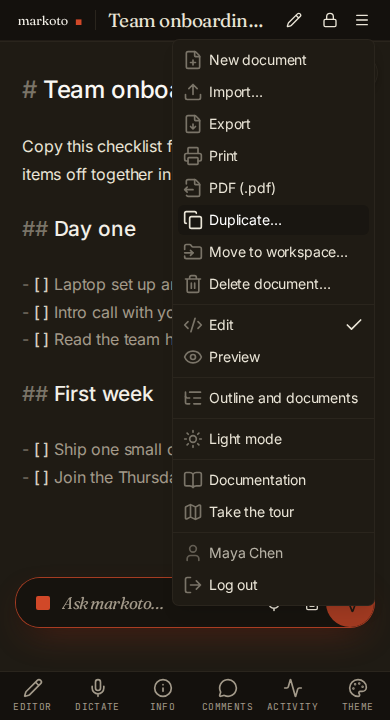 markoto
Team onboardin...
New document
Import...
Export
Print
PDF (.pdf)
Duplicate...
Move to workspace...
Delete document...
Edit
Preview
Outline and documents
Light mode
Documentation
Take the tour
Maya Chen
Log out
# Team onboa
Copy this checklist f
items off together in
## Day one
- [ ] Laptop set up a
- [ ] Intro call with yo
- [ ] Read the team h
## First week
- [ ] Ship one small c
- [ ] Join the Thursda
Ask markoto...
EDITOR
DICTATE
INFO
COMMENTS
ACTIVITY
THEME